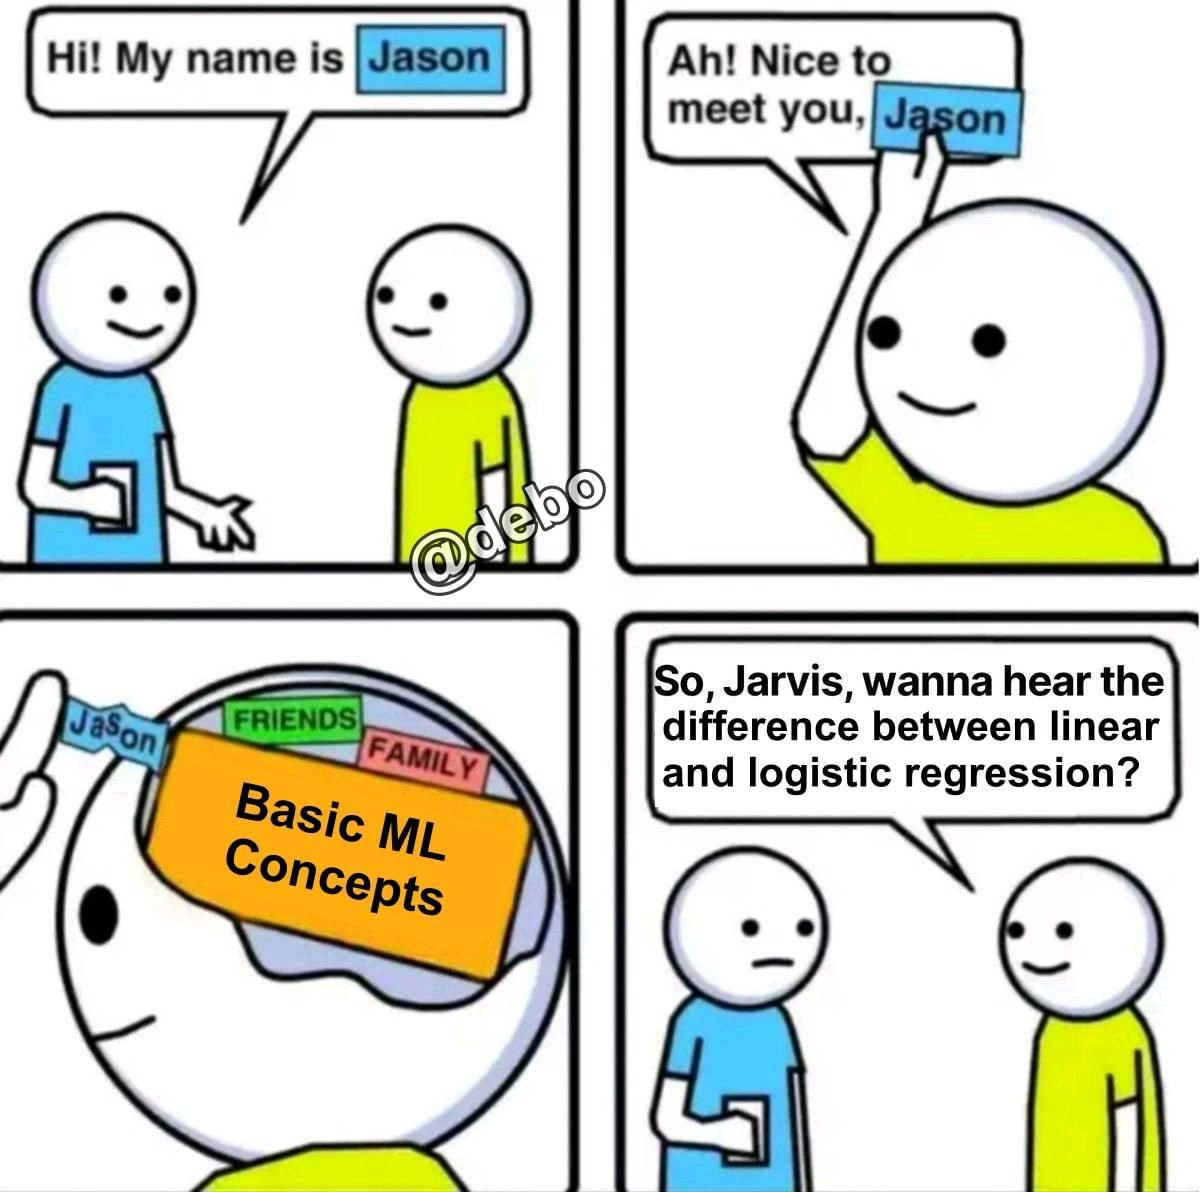 Hi! My name is Jason
Ah! Nice to
meet you, Jason
@debo
Jason
FRIENDS
FAMILY
Basic ML
Concepts
So, Jarvis, wanna hear the
difference between linear
and logistic regression?